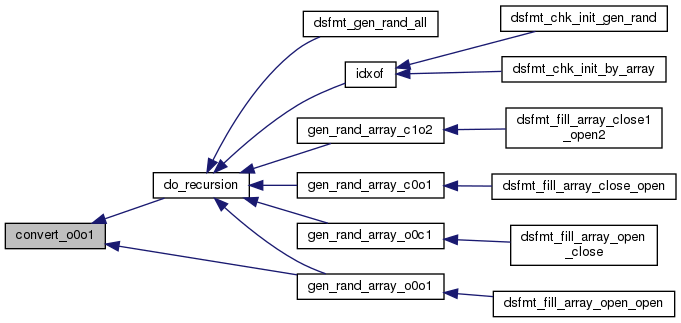 dsfmt_gen_rand_all
dsfmt_chk_init_gen_rand
idxof
dsfmt_chk_init_by_array
gen_rand_array_c1o2
dsfmt_fill_array_close1
_open2
do_recursion
gen_rand_array_c0o1
dsfmt_fill_array_close_open
convert_o0o1
gen_rand_array_o0c1
dsfmt_fill_array_open
_close
gen_rand_array_o0o1
dsfmt_fill_array_open_open